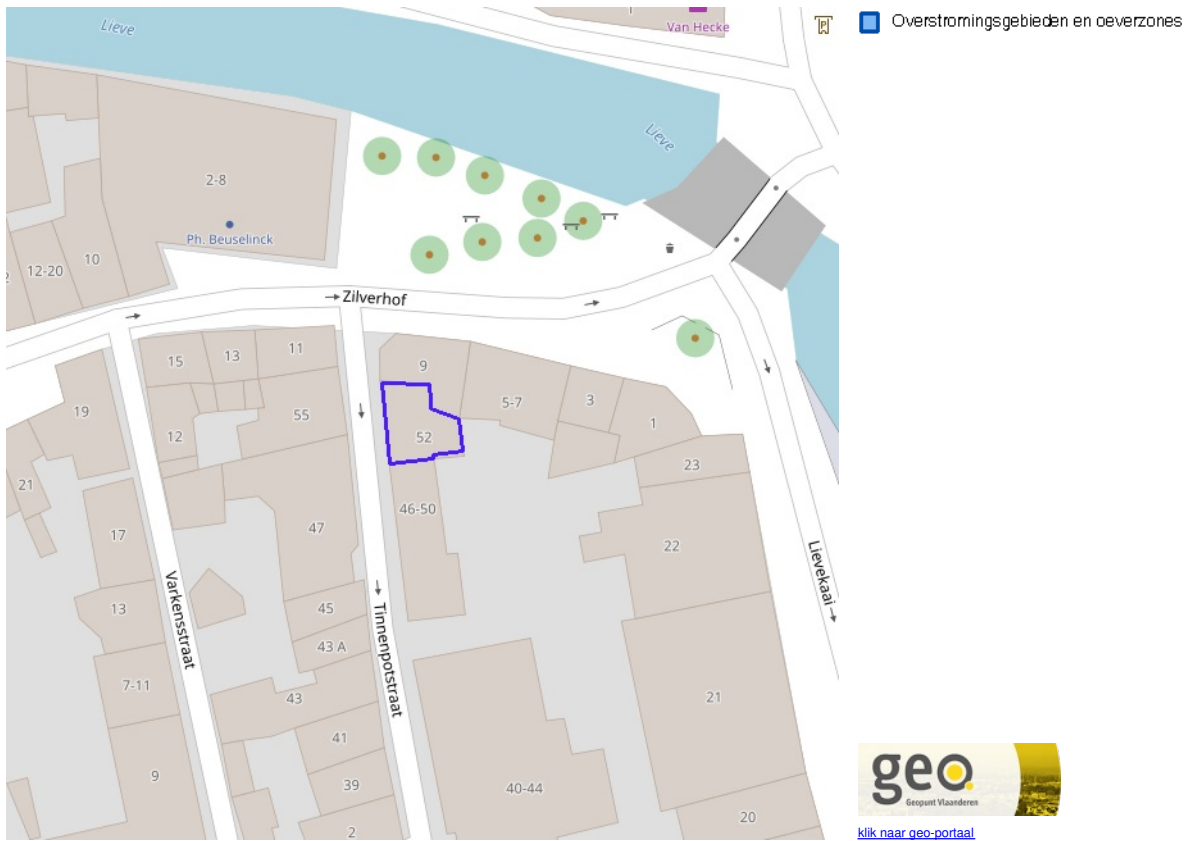 Lieve
Van Hecke
P
Overstromingsgebieden en oeverzones
Lieve
2-8
Ph. Beuselinck
12-20
10
2
Zilverhof
15
13
11
9
19
55
5-7
3
1
12
52
23
21
46-50
17
47
22
Lievekaai
Varkensstraat
Tinnenpotstraat
13
45
43 A
7-11
43
21
41
9
39
40-44
2
20
geo.
Geopunt Vlaanderen
klik naar geo-portaal